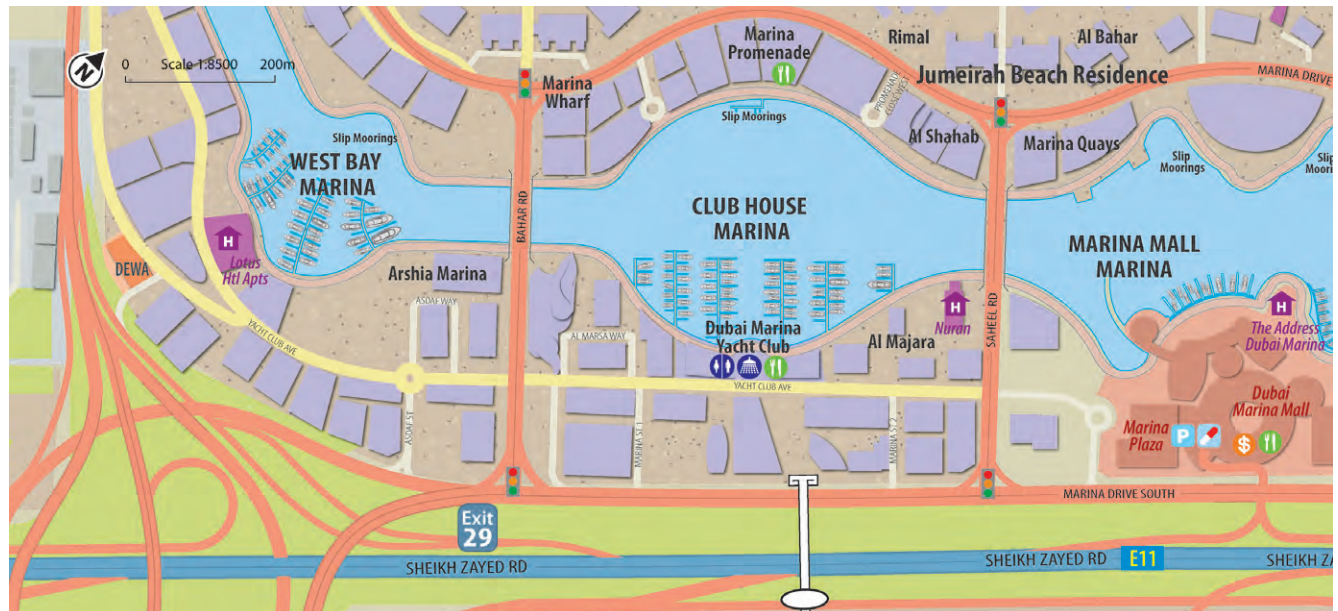 N
0 Scale 1:8500 200m
Marina
Wharf
Marina
Promenade
Rimal
Al Bahar
Jumeirah Beach Residence
MARINA DRIVE
Slip Moorings
WEST BAY
MARINA
Slip Moorings
PROMENADE
CLOSE WEST
Al Shahab
Marina Quays
Slip
Moorings
Slip
BAHAR RD
CLUB HOUSE
MARINA
MARINA MALL
MARINA
H
Lotus
Htl Apts
DEWA
Arshia Marina
ASDAF WAY
YACHT CLUB AVE
AL MARSA WAY
Dubai Marina
Yacht Club
Al Majara
H
Nuran
SAHEEL RD
H
The Address
Dubai Marina
YACHT CLUB AVE
ASDAF ST
MARINA ST 1
MARINA ST 2
Dubai
Marina Mall
Marina
Plaza
P
$
MARINA DRIVE SOUTH
Exit
29
SHEIKH ZAYED RD
SHEIKH ZAYED RD
E11
SHEIKH ZA